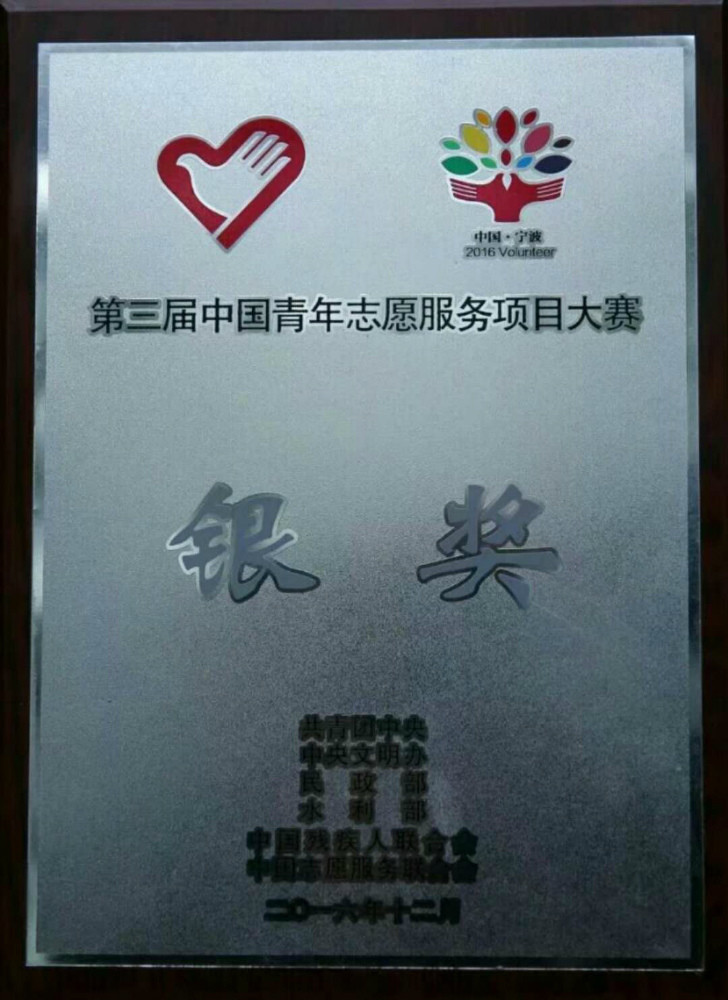 中国·宁波
2016 Volunteer
第三届中国青年志愿服务项目大赛
银奖
共青团中央
中央文明办
民政部
水利部
中国残疾人联合会
中国志愿服务联合会
二〇一六年十二月